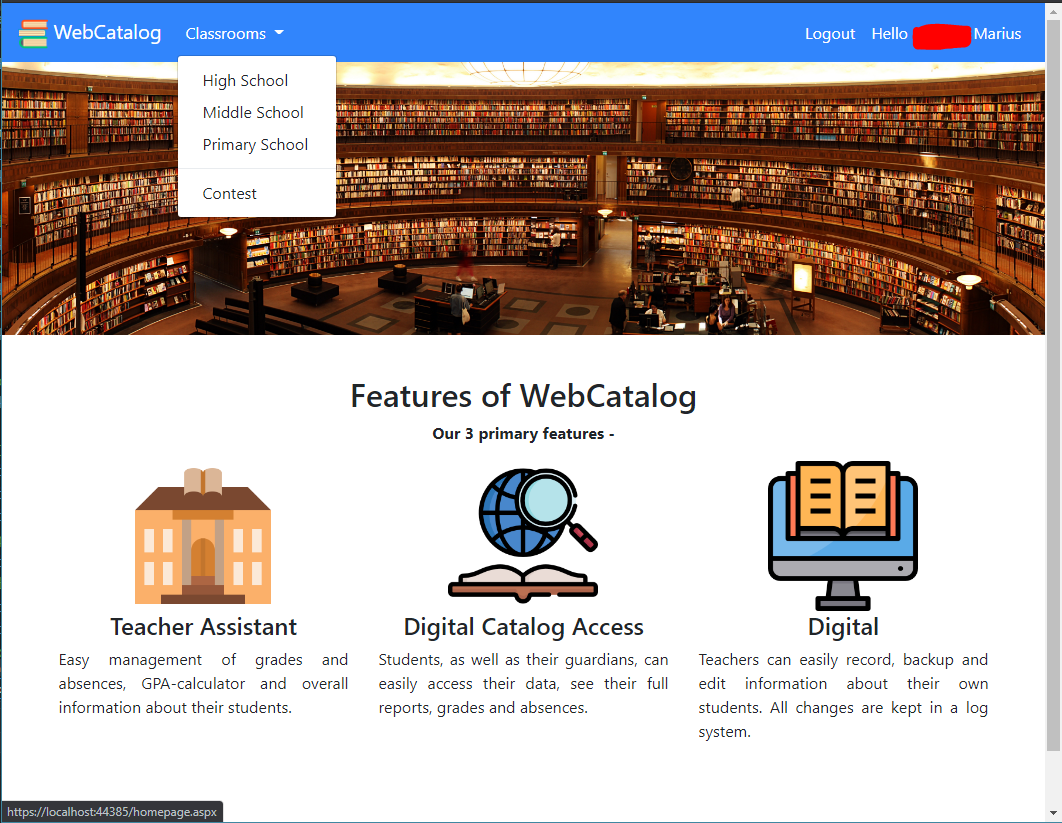 WebCatalog Classrooms Logout Hello Marius
High School
Middle School
Primary School
Contest
Features of WebCatalog
Our 3 primary features -
Teacher Assistant
Easy management of grades and
absences, GPA-calculator and overall
information about their students.
Digital Catalog Access
Students, as well as their guardians, can
easily access their data, see their full
reports, grades and absences.
Digital
Teachers can easily record, backup and
edit information about their own
students. All changes are kept in a log
system.
https://localhost:44385/homepage.aspx